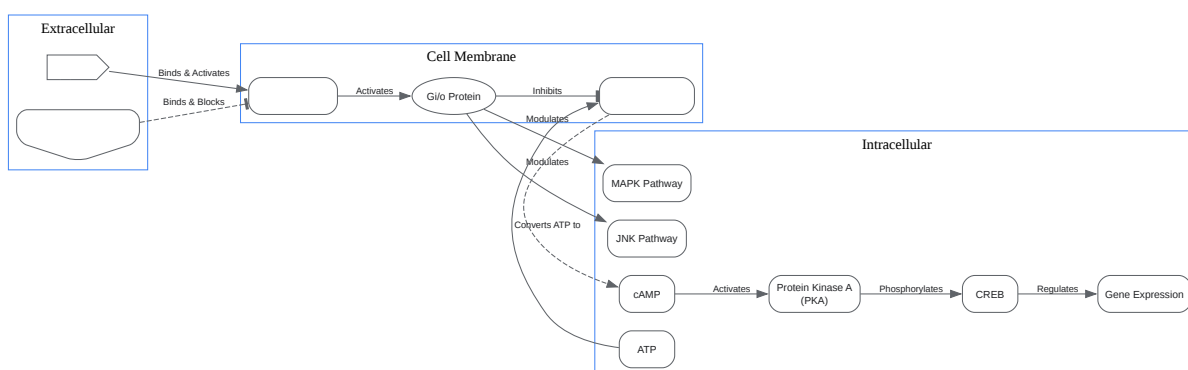 Extracellular
Cell Membrane
Binds & Activates
Binds & Blocks
Activates
Gi/o Protein
Inhibits
Modulates
Modulates
Intracellular
MAPK Pathway
JNK Pathway
Converts ATP to
cAMP
Activates
Protein Kinase A
(PKA)
Phosphorylates
CREB
Regulates
Gene Expression
ATP